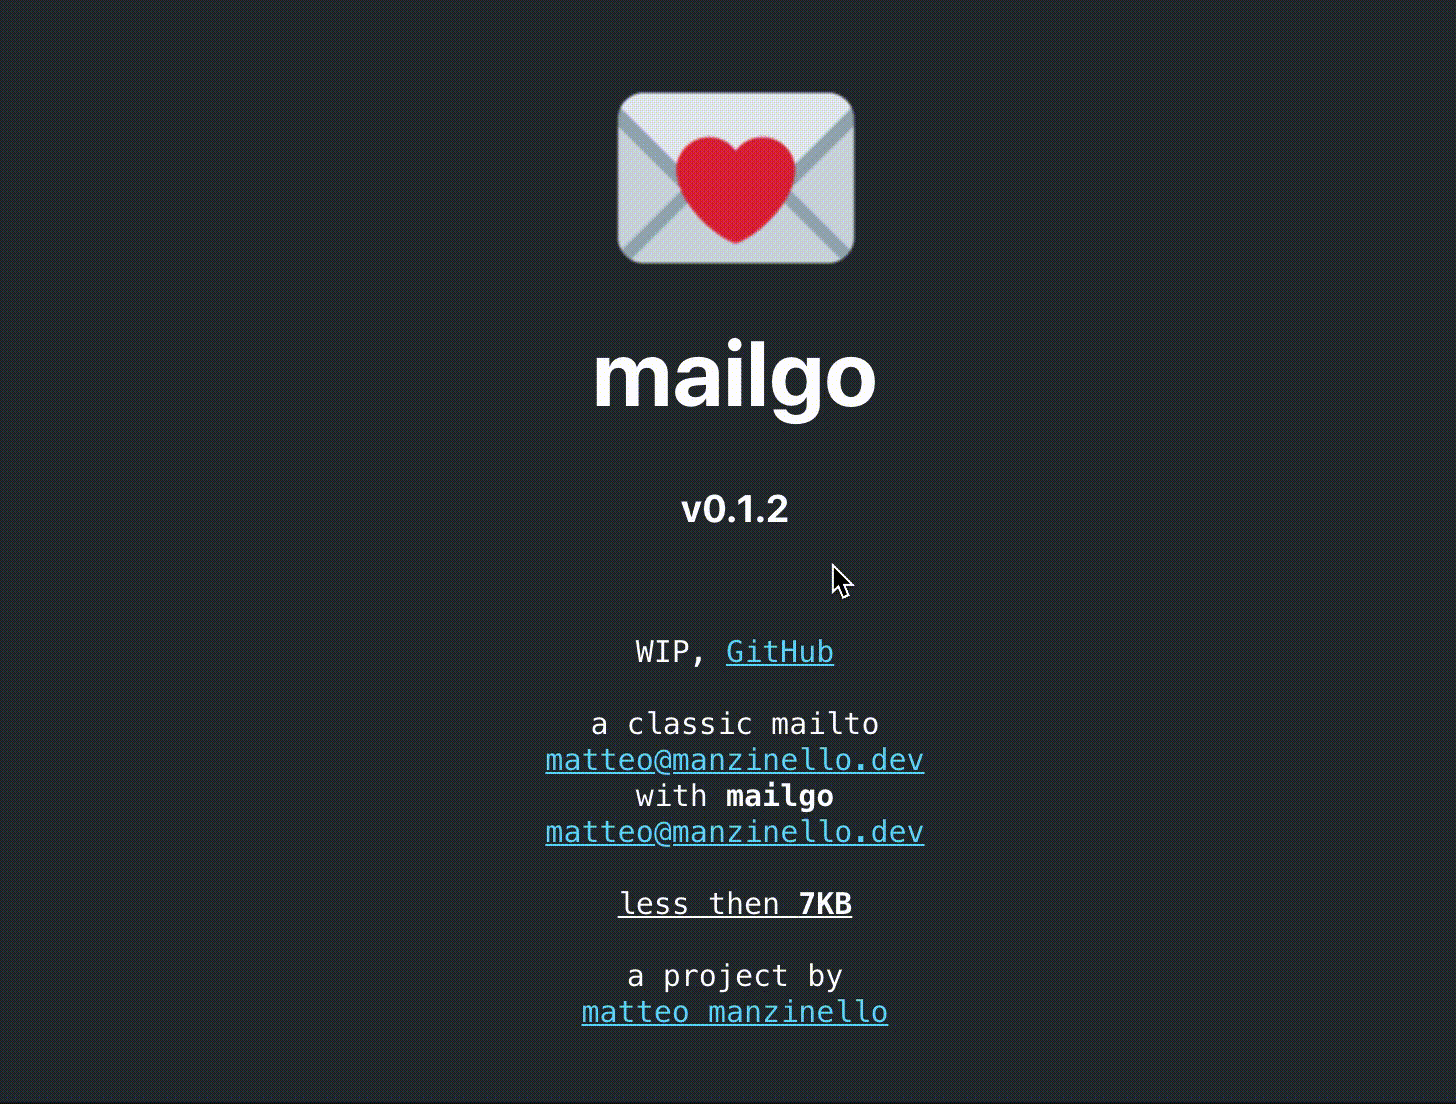 mailgo
v0.1.2
WIP, GitHub
a classic mailto
matteo@manzinello.dev
with mailgo
matteo@manzinello.dev
less then 7KB
a project by
matteo manzinello